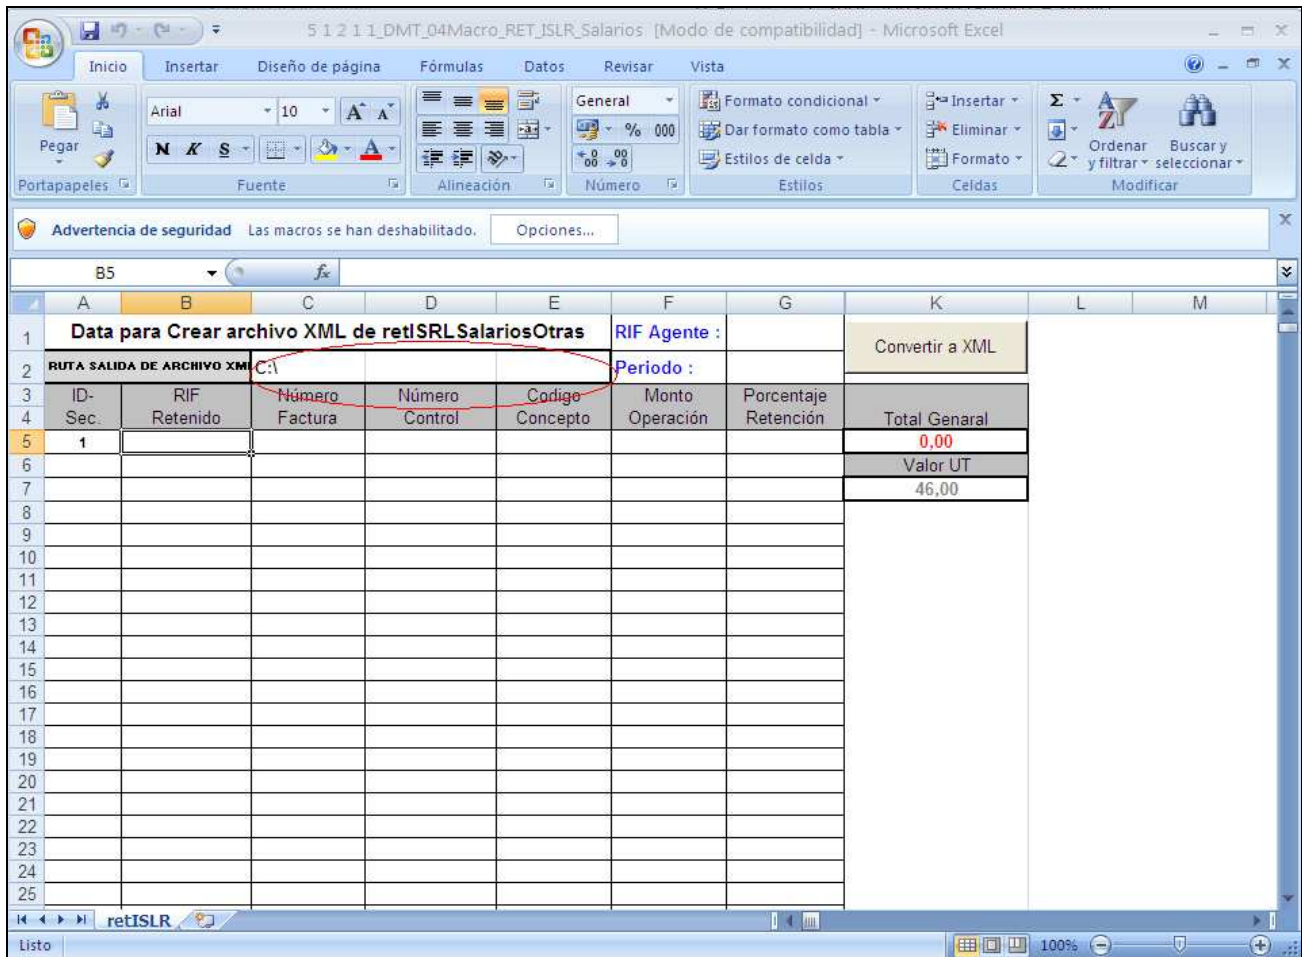 5 1 2 1 1_DMT_04Macro_RET_ISLR_Salarios [Modo de compatibilidad] - Microsoft Excel
Inicio Insertar Diseño de página Fórmulas Datos Revisar Vista
Pegar
Portapapeles
Arial 10
N K S
Fuente
Alineación
General
% 000
Número
Formato condicional
Dar formato como tabla
Estilos de celda
Estilos
Insertar
Eliminar
Formato
Celdas
Σ
Ordenar y filtrar
Buscar y seleccionar
Modificar
Advertencia de seguridad Las macros se han deshabilitado. Opciones...
B5 fx
A B C D E F G K L M
1 Data para Crear archivo XML de retISRLSalariosOtras RIF Agente : Convertir a XML
2 RUTA SALIDA DE ARCHIVO XML C:\ Periodo :
3 ID- RIF Número Número Codigo Monto Porcentaje
4 Sec. Retenido Factura Control Concepto Operación Retención Total Genaral
5 1 0,00
6 Valor UT
7 46,00
8
9
10
11
12
13
14
15
16
17
18
19
20
21
22
23
24
25
retISLR
Listo 100%